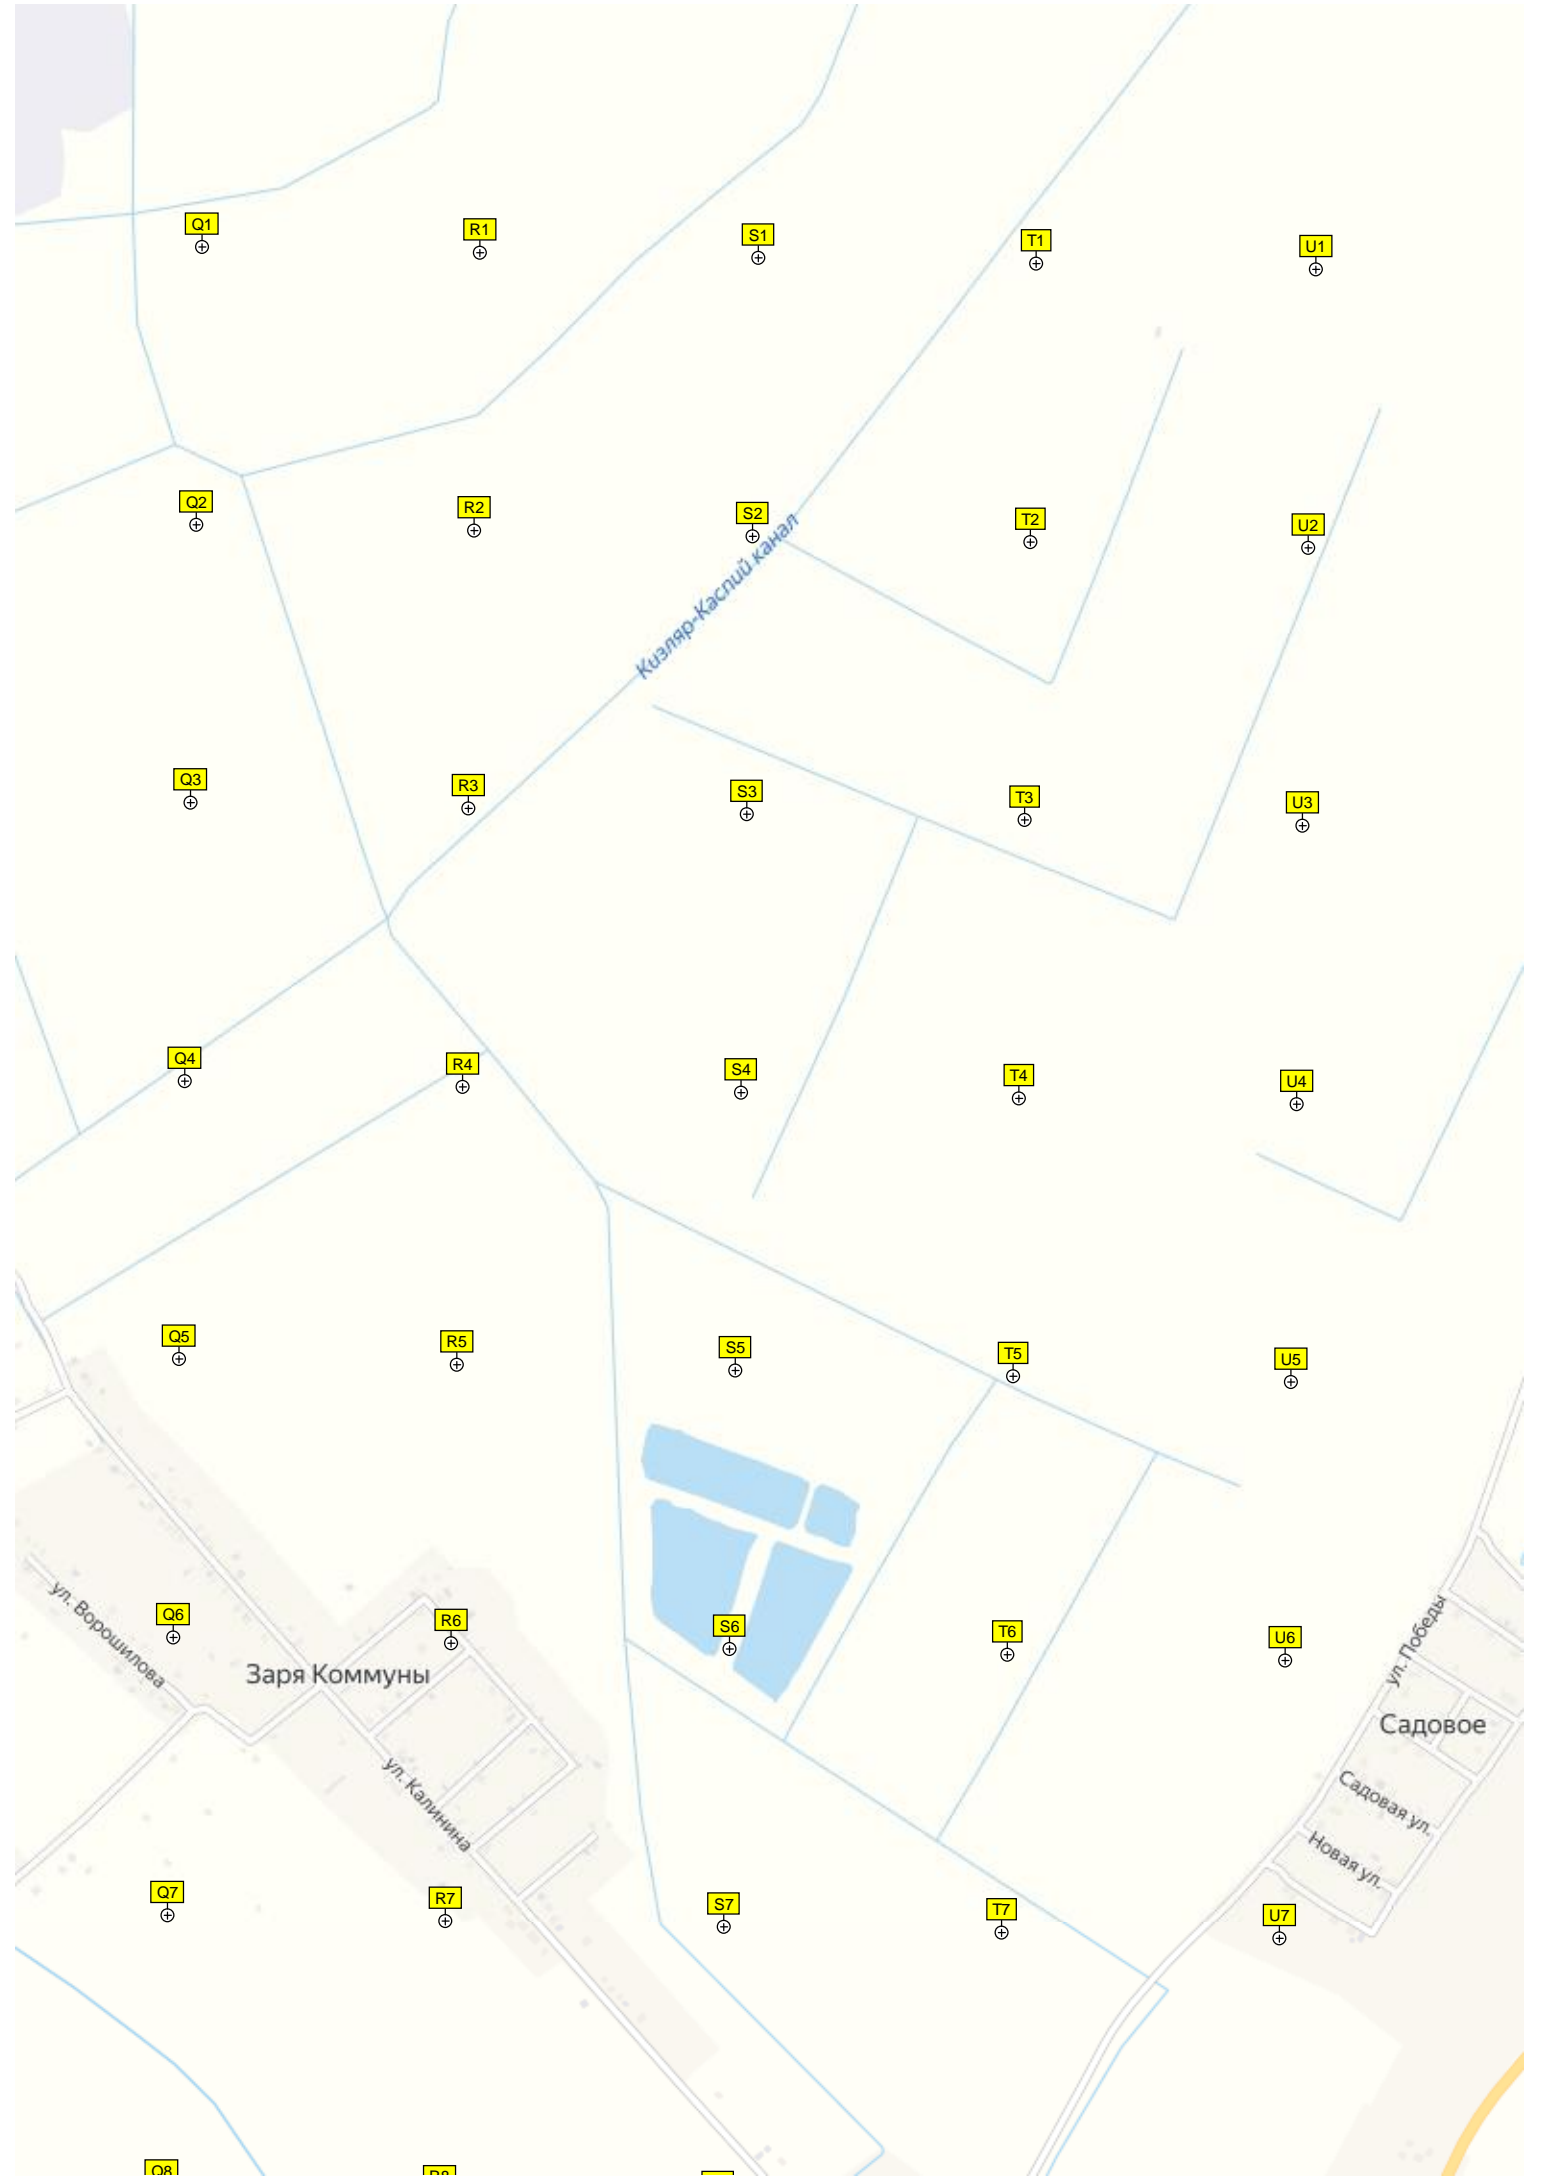 Q1
R1
S1
T1
U1
Q2
R2
S2
T2
U2
Кизляр-Каспий канал
Q3
R3
S3
T3
U3
Q4
R4
S4
T4
U4
Q5
R5
S5
T5
U5
Q6
R6
S6
T6
U6
ул. Ворошилова
Заря Коммуны
ул. Победы
Садовое
ул. Калинина
Садовая ул.
Новая ул.
Q7
R7
S7
T7
U7
Q8
R8